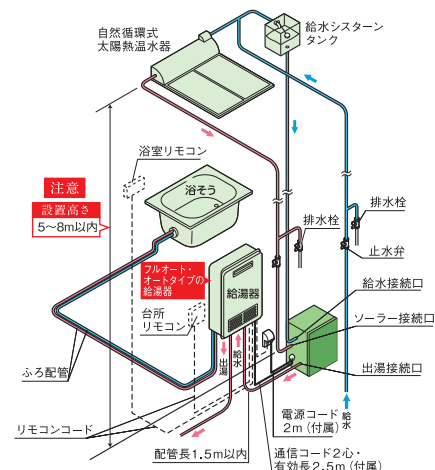 自然循環式
太陽熱温水器
給水システーン
タンク
浴室リモコン
注意
設置高さ
5〜8m以内
浴そう
排水栓
排水栓
止水弁
フルオート・
オートタイプの
給湯器
給湯器
給水接続口
台所
リモコン
ソーラー接続口
出湯
給水
出湯接続口
ふろ配管
電源コード
2m（付属）
給水
リモコンコード
配管長1.5m以内
通信コード2心・
有効長2.5m（付属）